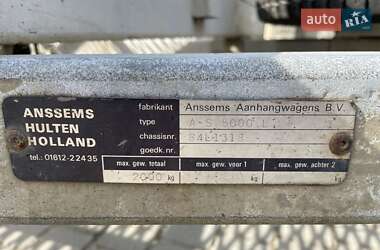 auto RIA
ANSSEMS
HULTEN
HOLLAND
tel.: 01612-22435
fabrikant Anssems Aanhangwagens B.V.
type
chassisnr.
goedk. nr.
max. gew. totaal max. gew. voor 1 max. gew. achter 2
2000 kg kg kg